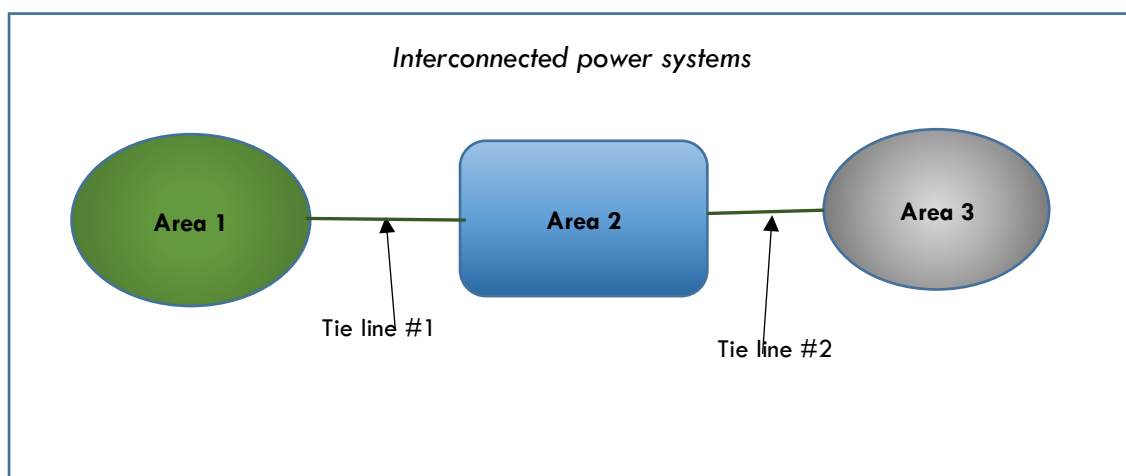 Interconnected power systems
Area 1
Area 2
Area 3
Tie line #1
Tie line #2